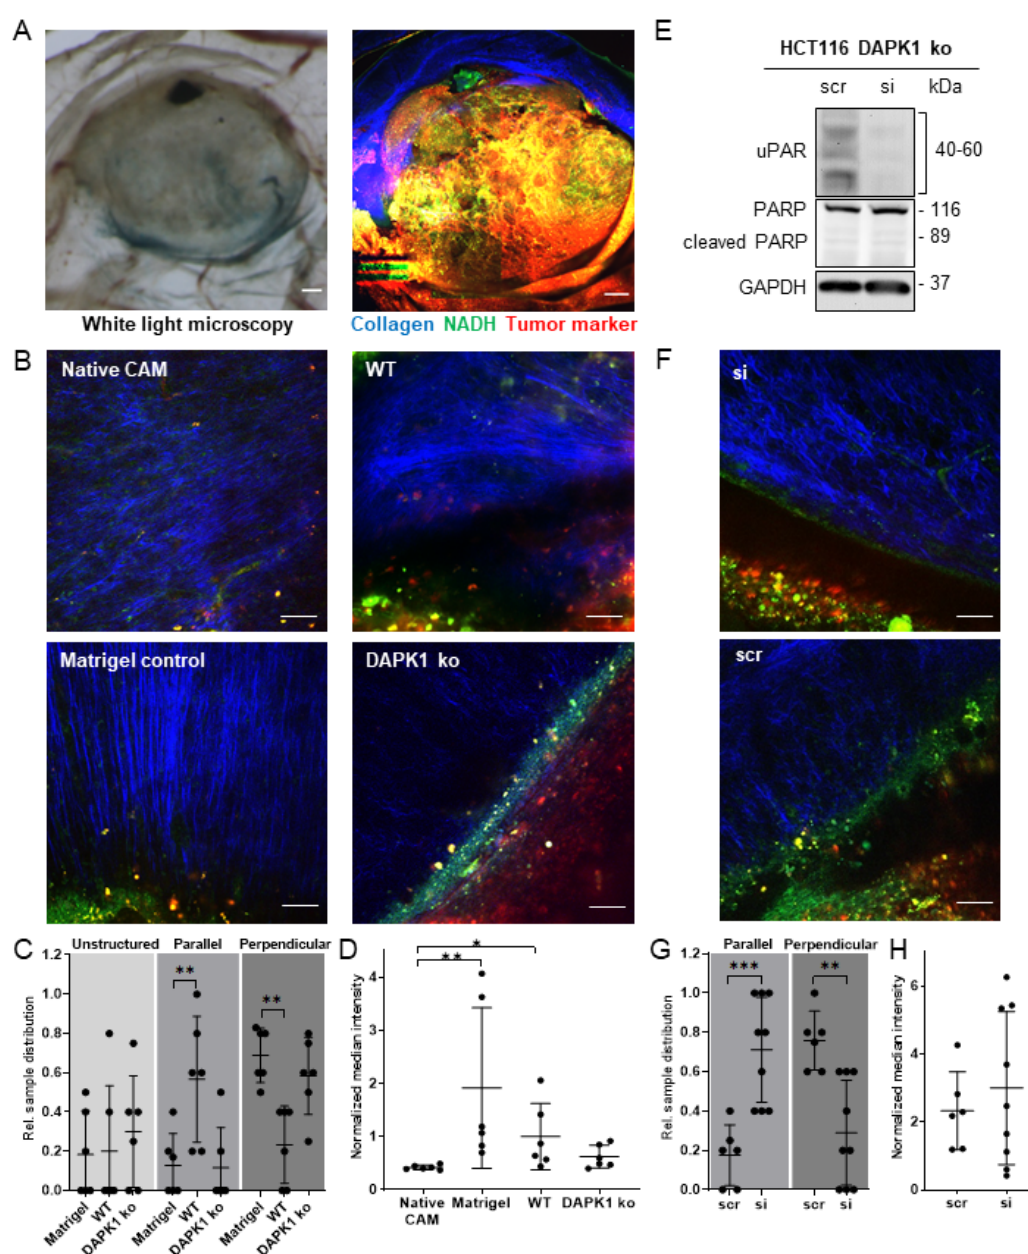 A
White light microscopy
Collagen NADH Tumor marker
B
Native CAM
WT
Matrigel control
DAPK1 ko
C
Unstructured Parallel Perpendicular
Rel. sample distribution
1.2
1.0
0.8
0.6
0.4
0.2
0.0
** **
Matrigel WT DAPK1 ko Matrigel WT DAPK1 ko Matrigel WT DAPK1 ko
D
Normalized median intensity
4
3
2
1
0
*
**
Native CAM Matrigel WT DAPK1 ko
E
HCT116 DAPK1 ko
scr si kDa
uPAR 40-60
PARP - 116
cleaved PARP - 89
GAPDH - 37
F
si
scr
G
Parallel Perpendicular
Rel. sample distribution
1.2
1.0
0.8
0.6
0.4
0.2
0.0
*** **
scr si scr si
H
Normalized median intensity
6
4
2
0
scr si